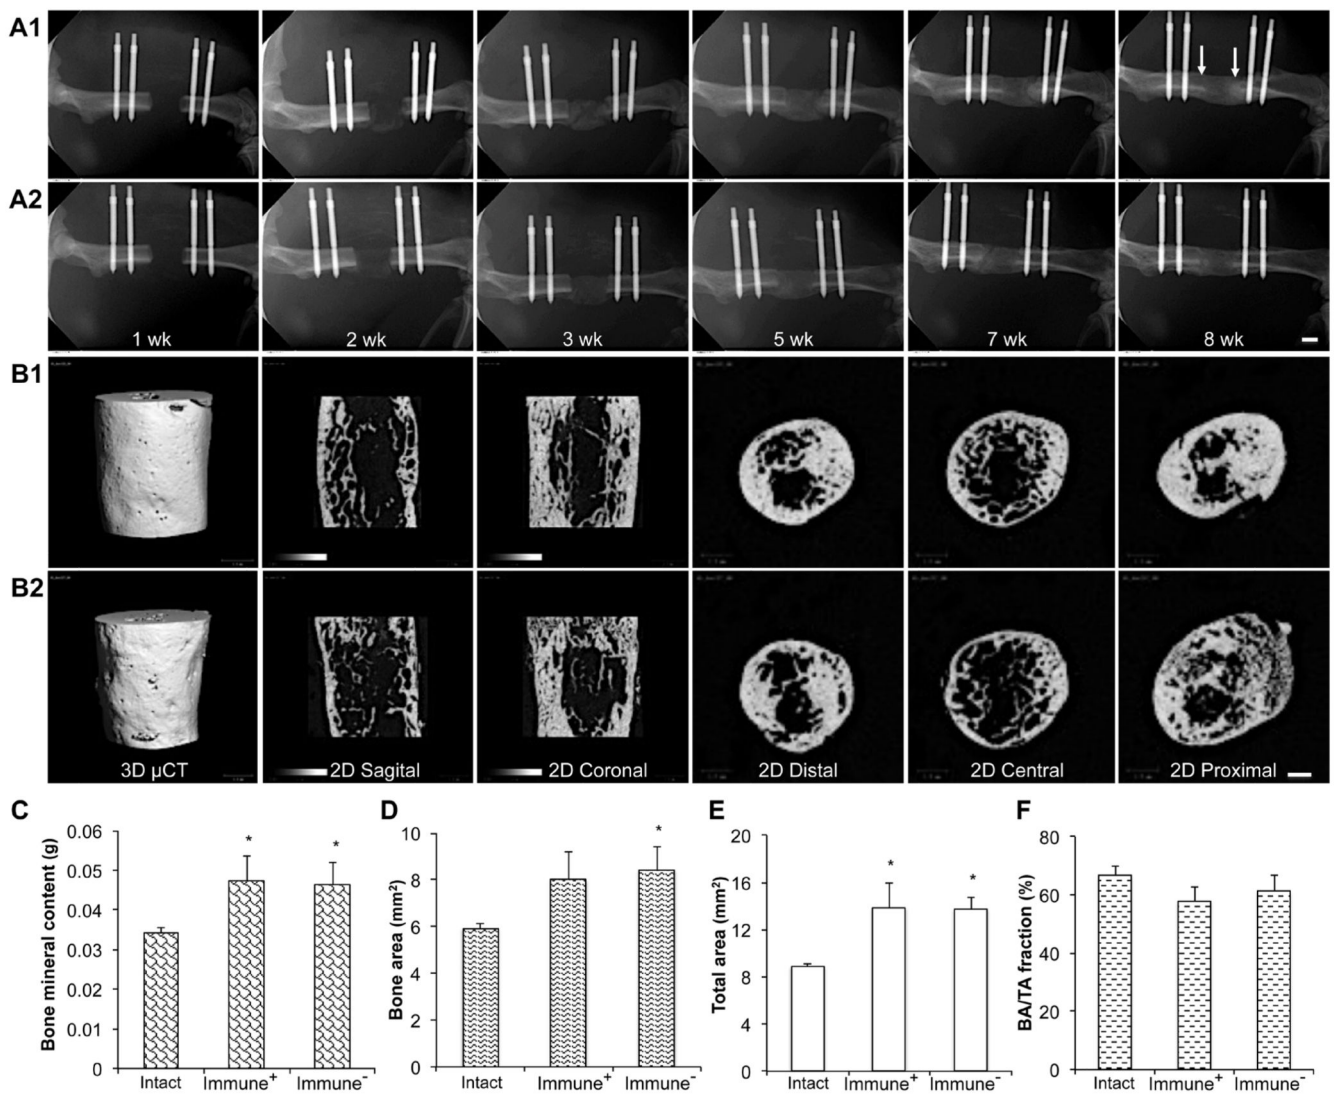 A1
A2
1 wk
2 wk
3 wk
5 wk
7 wk
8 wk
B1
B2
3D µCT
2D Sagital
2D Coronal
2D Distal
2D Central
2D Proximal
C
Bone mineral content (g)
0.06
0.05
0.04
0.03
0.02
0.01
0
*
*
Intact
Immune⁺
Immune⁻
D
Bone area (mm²)
10
8
6
4
2
0
*
Intact
Immune⁺
Immune⁻
E
Total area (mm²)
20
16
12
8
4
0
*
*
Intact
Immune⁺
Immune⁻
F
BA/TA fraction (%)
80
60
40
20
0
Intact
Immune⁺
Immune⁻